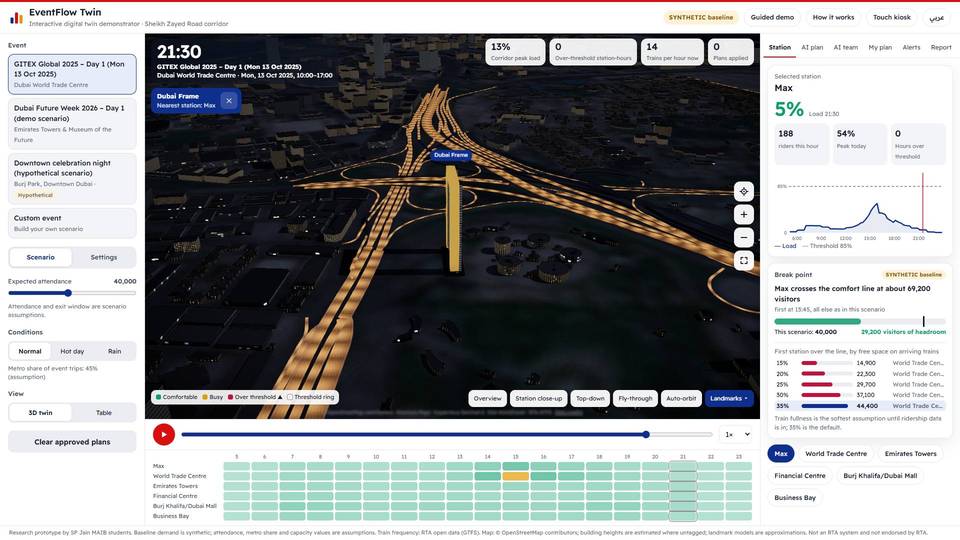 EventFlow Twin
Interactive digital twin demonstrator · Sheikh Zayed Road corridor
SYNTHETIC baseline
Guided demo
How it works
Touch kiosk
عربي
Event
GITEX Global 2025 – Day 1 (Mon
13 Oct 2025)
Dubai World Trade Centre
Dubai Future Week 2026 – Day 1
(demo scenario)
Emirates Towers & Museum of the
Future
Downtown celebration night
(hypothetical scenario)
Burj Park, Downtown Dubai ·
Hypothetical
Custom event
Build your own scenario
Scenario
Settings
Expected attendance 40,000
Attendance and exit window are scenario
assumptions.
Conditions
Normal
Hot day
Rain
Metro share of event trips: 45%
(assumption)
View
3D twin
Table
Clear approved plans
21:30
GITEX Global 2025 – Day 1 (Mon 13 Oct 2025)
Dubai World Trade Centre · Mon, 13 Oct 2025, 10:00–17:00
Dubai Frame
Nearest station: Max
×
13%
Corridor peak load
0
Over-threshold station-hours
14
Trains per hour now
0
Plans applied
Dubai Frame
Comfortable
Busy
Over threshold ▲
Threshold ring
Overview
Station close-up
Top-down
Fly-through
Auto-orbit
Landmarks
1×
5 6 7 8 9 10 11 12 13 14 15 16 17 18 19 20 21 22 23
Max
World Trade Centre
Emirates Towers
Financial Centre
Burj Khalifa/Dubai Mall
Business Bay
Station
AI plan
AI team
My plan
Alerts
Report
Selected station
Max
5% Load 21:30
188
riders this hour
54%
Peak today
0
Hours over
threshold
85%
0
6:00 9:00 12:00 15:00 18:00 21:00
— Load --- Threshold 85%
Break point
SYNTHETIC baseline
Max crosses the comfort line at about 69,200
visitors
first at 15:45, all else as in this scenario
This scenario: 40,000
29,200 visitors of headroom
First station over the line, by free space on arriving trains
15% 14,900 World Trade Cen...
20% 22,300 World Trade Cen...
25% 29,700 World Trade Cen...
30% 37,100 World Trade Cen...
35% 44,400 World Trade Ce...
Train fullness is the softest assumption until ridership data
is in; 35% is the default.
Max
World Trade Centre
Emirates Towers
Financial Centre
Burj Khalifa/Dubai Mall
Business Bay
Research prototype by SP Jain MAIB students. Baseline demand is synthetic; attendance, metro share and capacity values are assumptions. Train frequency: RTA open data (GTFS). Map: © OpenStreetMap contributors; building heights are estimated where untagged; landmark models are approximations. Not an RTA system and not endorsed by RTA.